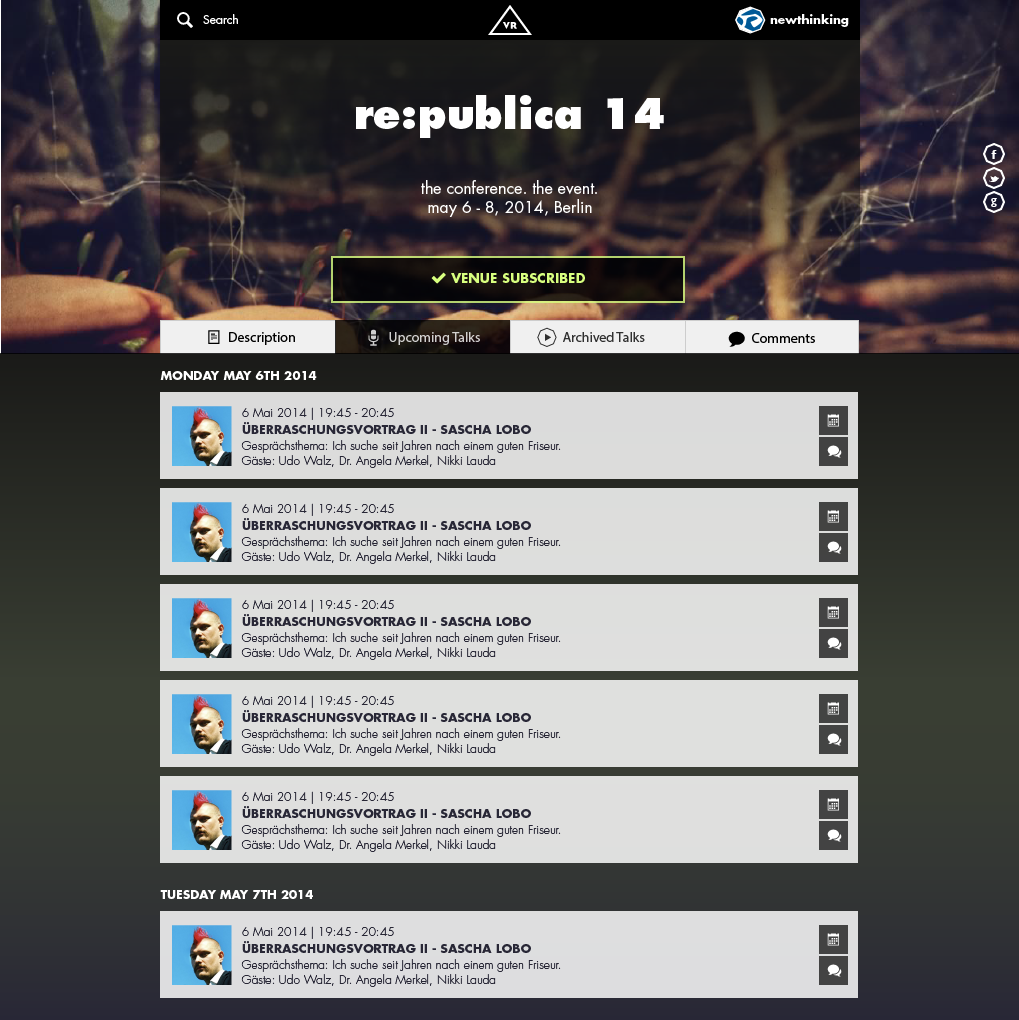 Search
VR
newthinking
re:publica 14
the conference. the event.
may 6 - 8, 2014, Berlin
f
g
VENUE SUBSCRIBED
Description
Upcoming Talks
Archived Talks
Comments
MONDAY MAY 6TH 2014
6 Mai 2014 | 19:45 - 20:45
ÜBERRASCHUNGSVORTRAG II - SASCHA LOBO
Gesprächsthema: Ich suche seit Jahren nach einem guten Friseur.
Gäste: Udo Walz, Dr. Angela Merkel, Nikki Lauda
6 Mai 2014 | 19:45 - 20:45
ÜBERRASCHUNGSVORTRAG II - SASCHA LOBO
Gesprächsthema: Ich suche seit Jahren nach einem guten Friseur.
Gäste: Udo Walz, Dr. Angela Merkel, Nikki Lauda
6 Mai 2014 | 19:45 - 20:45
ÜBERRASCHUNGSVORTRAG II - SASCHA LOBO
Gesprächsthema: Ich suche seit Jahren nach einem guten Friseur.
Gäste: Udo Walz, Dr. Angela Merkel, Nikki Lauda
6 Mai 2014 | 19:45 - 20:45
ÜBERRASCHUNGSVORTRAG II - SASCHA LOBO
Gesprächsthema: Ich suche seit Jahren nach einem guten Friseur.
Gäste: Udo Walz, Dr. Angela Merkel, Nikki Lauda
6 Mai 2014 | 19:45 - 20:45
ÜBERRASCHUNGSVORTRAG II - SASCHA LOBO
Gesprächsthema: Ich suche seit Jahren nach einem guten Friseur.
Gäste: Udo Walz, Dr. Angela Merkel, Nikki Lauda
TUESDAY MAY 7TH 2014
6 Mai 2014 | 19:45 - 20:45
ÜBERRASCHUNGSVORTRAG II - SASCHA LOBO
Gesprächsthema: Ich suche seit Jahren nach einem guten Friseur.
Gäste: Udo Walz, Dr. Angela Merkel, Nikki Lauda